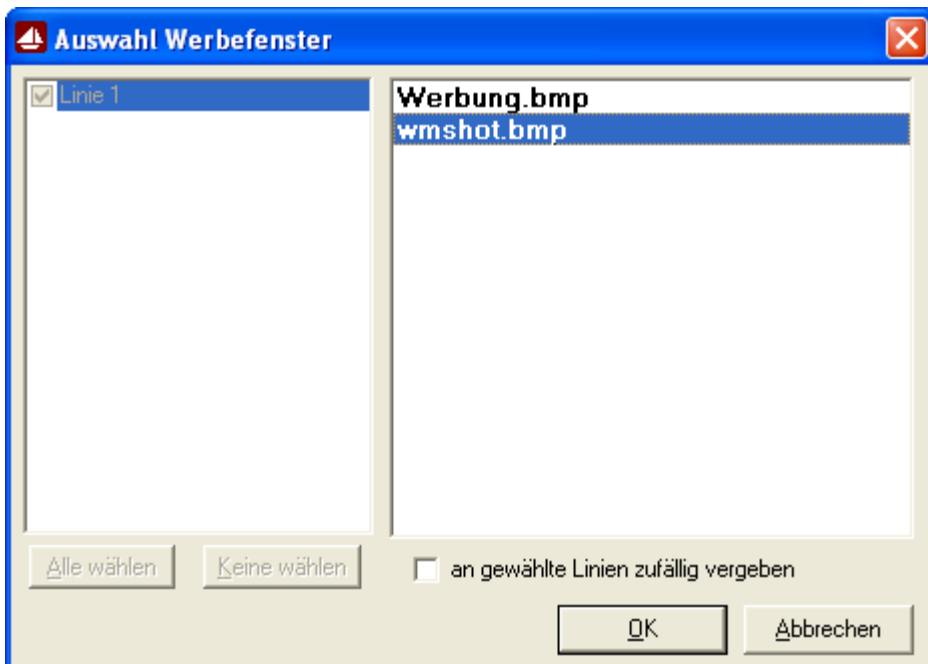 Auswahl Werbefenster
Linie 1
Werbung.bmp
wmshot.bmp
Alle wählen
Keine wählen
an gewählte Linien zufällig vergeben
OK
Abbrechen